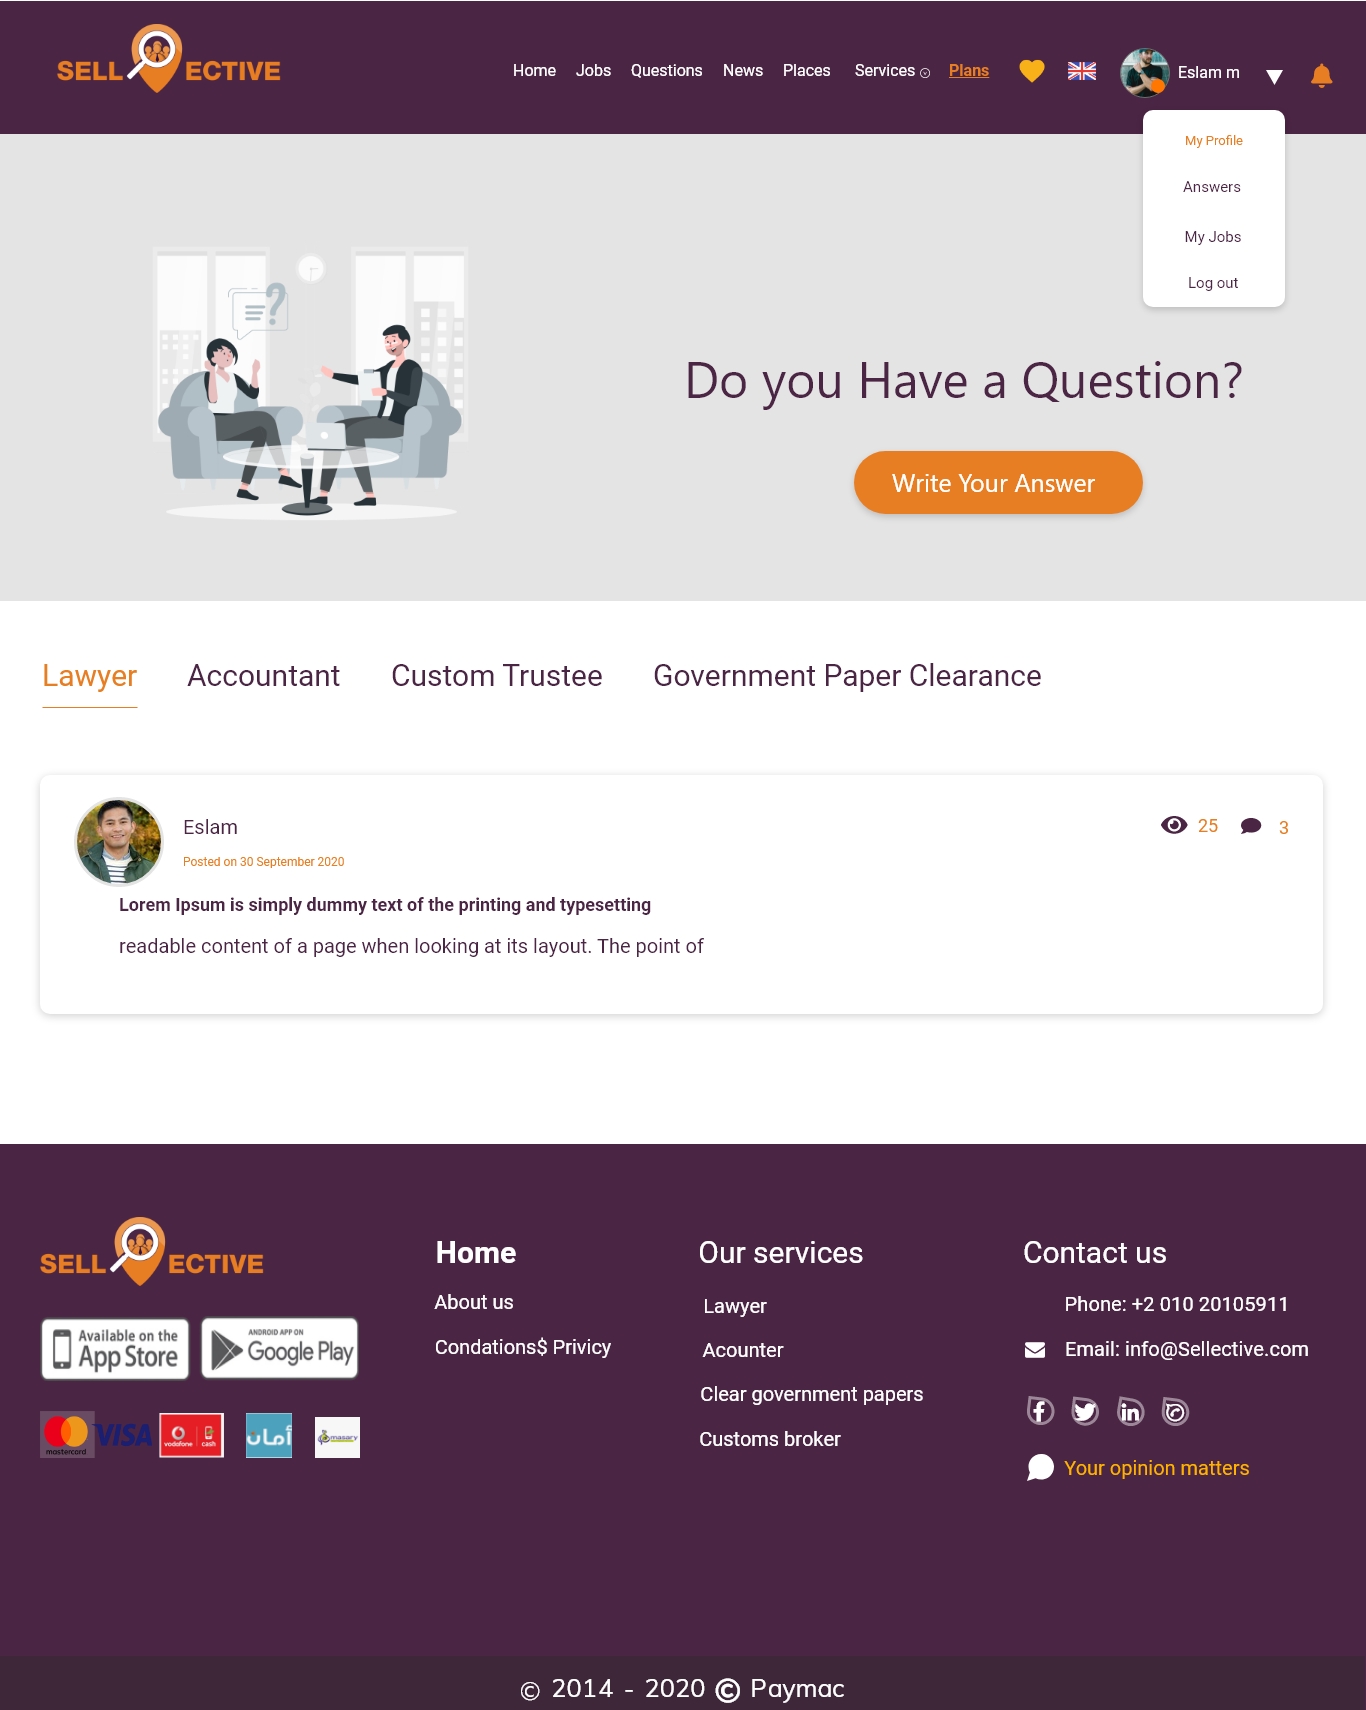 SELL ECTIVE
Home Jobs Questions News Places Services Plans Eslam m
My Profile
Answers
My Jobs
Log out
?
Do you Have a Question?
Write Your Answer
Lawyer Accountant Custom Trustee Government Paper Clearance
Eslam 25 3
Posted on 30 September 2020
Lorem Ipsum is simply dummy text of the printing and typesetting
readable content of a page when looking at its layout. The point of
SELL ECTIVE
Available on the
App Store
ANDROID APP ON
Google Play
mastercard
VISA
vodafone cash
أمان
masary
Home
About us
Condations$ Privicy
Our services
Lawyer
Acounter
Clear government papers
Customs broker
Contact us
Phone: +2 010 20105911
Email: info@Sellective.com
Your opinion matters
© 2014 - 2020 © Paymac